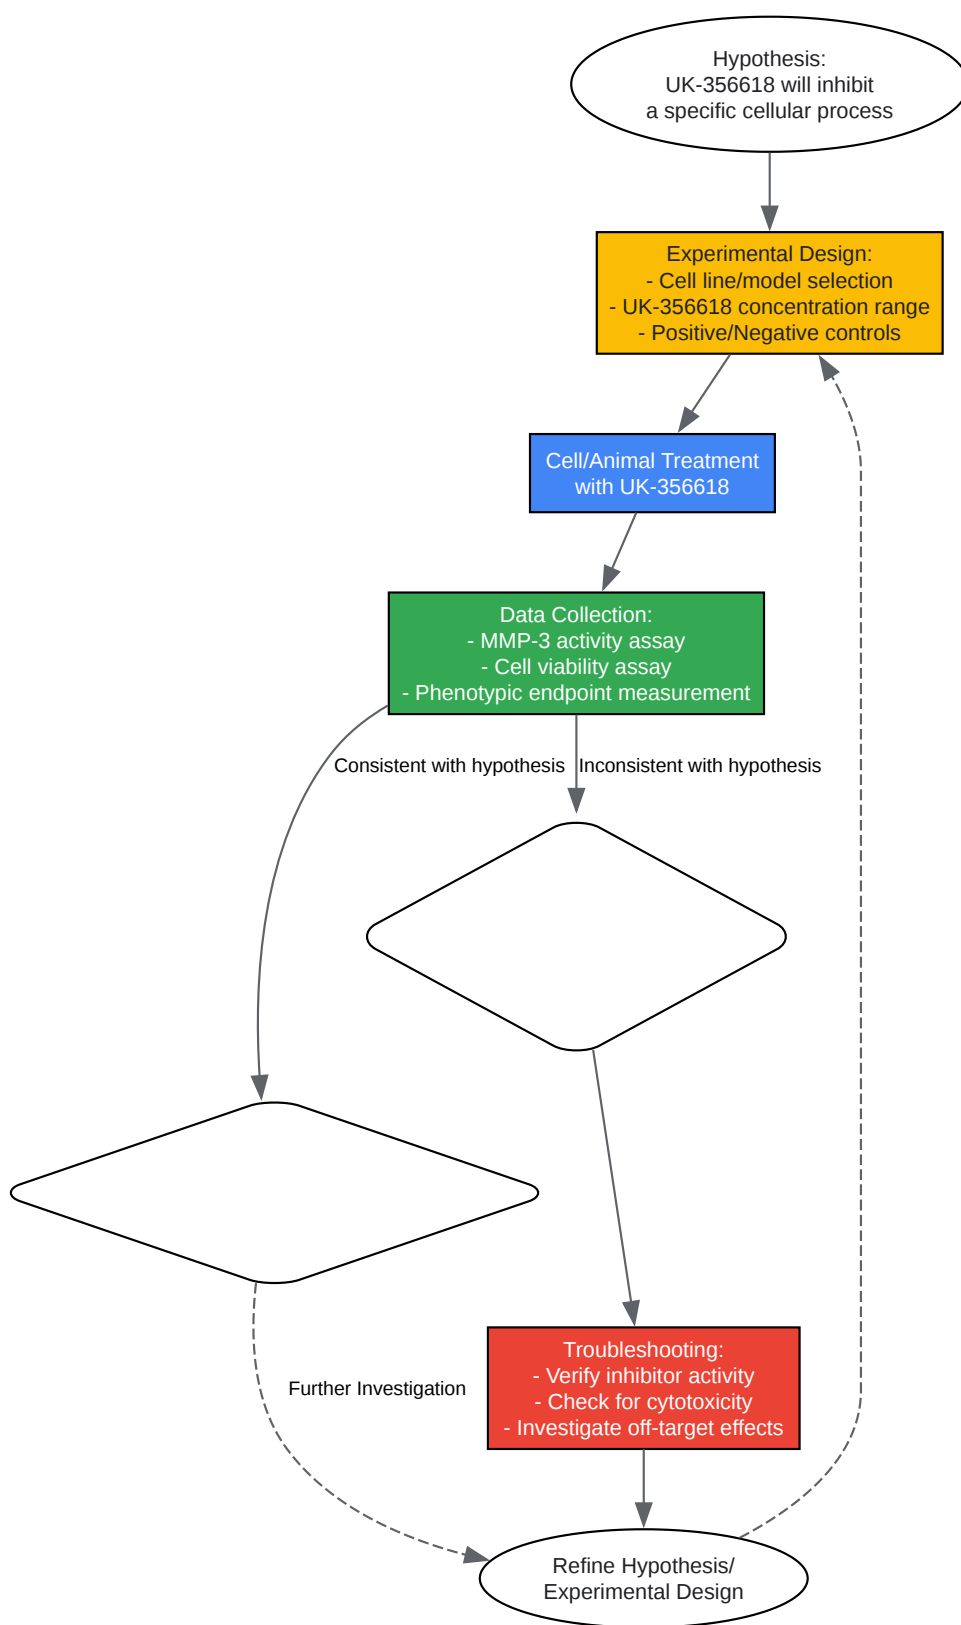 Hypothesis:
UK-356618 will inhibit
a specific cellular process
Experimental Design:
- Cell line/model selection
- UK-356618 concentration range
- Positive/Negative controls
Cell/Animal Treatment
with UK-356618
Data Collection:
- MMP-3 activity assay
- Cell viability assay
- Phenotypic endpoint measurement
Consistent with hypothesis
Inconsistent with hypothesis
Troubleshooting:
- Verify inhibitor activity
- Check for cytotoxicity
- Investigate off-target effects
Further Investigation
Refine Hypothesis/
Experimental Design